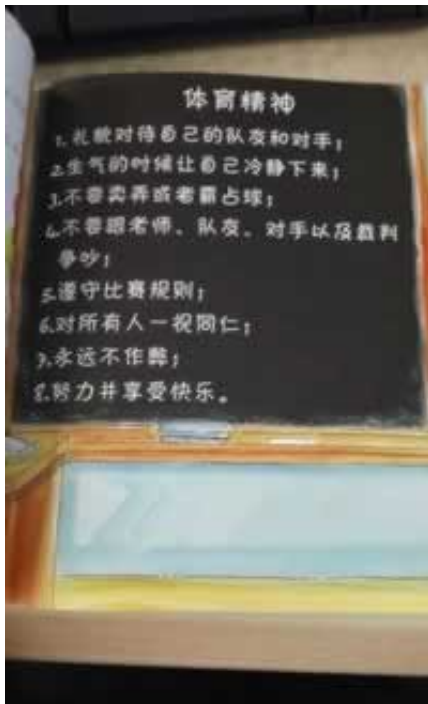 体育精神
1.礼貌对待自己的队友和对手；
2.生气的时候让自己冷静下来；
3.不要卖弄或者霸占球；
4.不要跟老师、队友、对手以及裁判
争吵；
5.遵守比赛规则；
6.对所有人一视同仁；
7.永远不作弊；
8.努力并享受快乐。